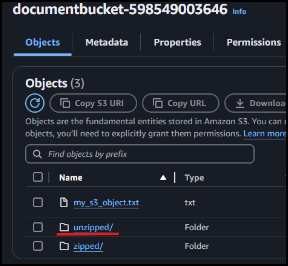 documentbucket-598549003646 Info
Objects Metadata Properties Permissions
Objects (3)
Copy S3 URI Copy URL Download
Objects are the fundamental entities stored in Amazon S3. You can u
objects, you'll need to explicitly grant them permissions. Learn more
Find objects by prefix
Name Type
my_s3_object.txt txt
unzipped/ Folder
zipped/ Folder